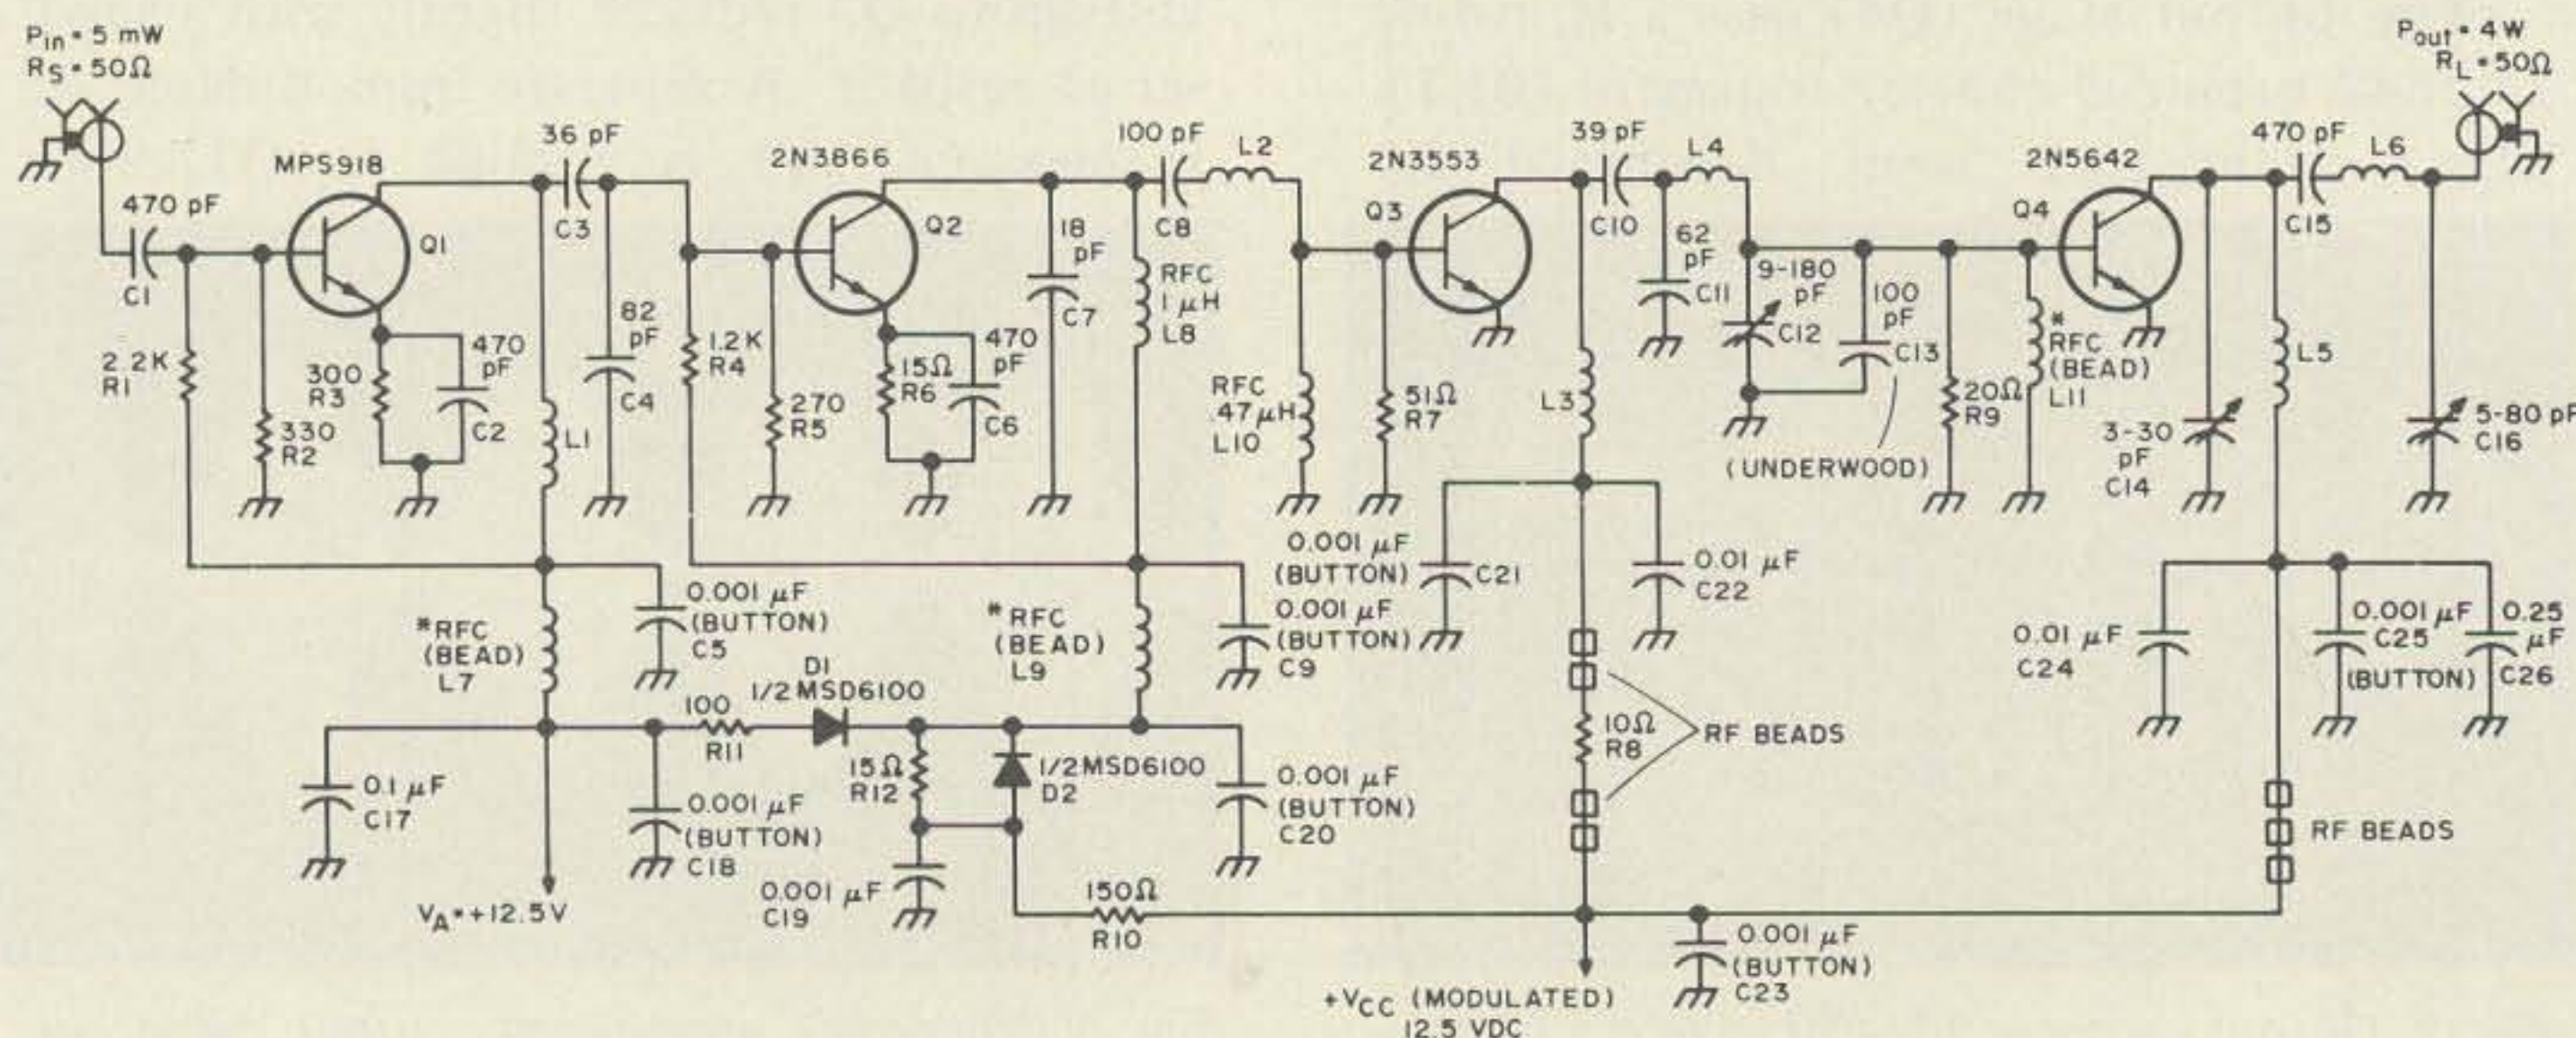 Pin = 5 mW
RS = 50Ω
470 pF
C1
2.2K
R1
330
R2
MPS918
Q1
300
R3
470
pF
C2
36 pF
C3
L1
82
pF
C4
2N3866
Q2
1.2K
R4
270
R5
15Ω
R6
470
pF
C6
18
pF
C7
100 pF
C8
L2
RFC
1 μH
L8
RFC
.47 μH
L10
2N3553
Q3
51Ω
R7
39 pF
C10
L4
L3
62
pF
C11
9-180
pF
C12
100
pF
C13
(UNDERWOOD)
20Ω
R9
*
RFC
(BEAD)
L11
2N5642
Q4
3-30
pF
C14
470 pF
C15
L6
L5
Pout = 4 W
RL = 50Ω
5-80 pF
C16
*RFC
(BEAD)
L7
0.001 μF
(BUTTON)
C5
D1
1/2 MSD6100
100
R11
0.1 μF
C17
VA = +12.5V
0.001 μF
(BUTTON)
C18
15Ω
R12
0.001 μF
C19
1/2 MSD6100
D2
*RFC
(BEAD)
L9
0.001 μF
(BUTTON)
C9
0.001 μF
(BUTTON)
C20
150Ω
R10
0.001 μF
(BUTTON)
C21
0.01 μF
C22
10Ω
R8
RF BEADS
+VCC (MODULATED)
12.5 VDC
0.001 μF
(BUTTON)
C23
0.01 μF
C24
0.001 μF
C25
(BUTTON)
0.25
μF
C26
RF BEADS